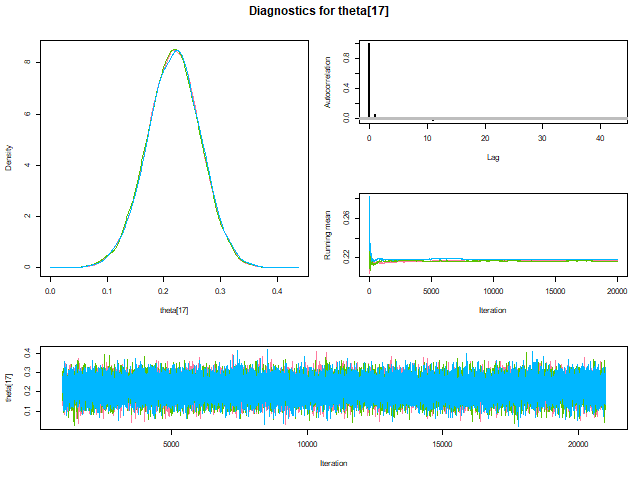 Diagnostics for theta[17]
Density
0 2 4 6 8
0.0 0.1 0.2 0.3 0.4
theta[17]
Autocorrelation
0.0 0.4 0.8
0 10 20 30 40
Lag
Running mean
0.22 0.26
0 5000 10000 15000 20000
Iteration
theta[17]
0.1 0.2 0.3 0.4
5000 10000 15000 20000
Iteration